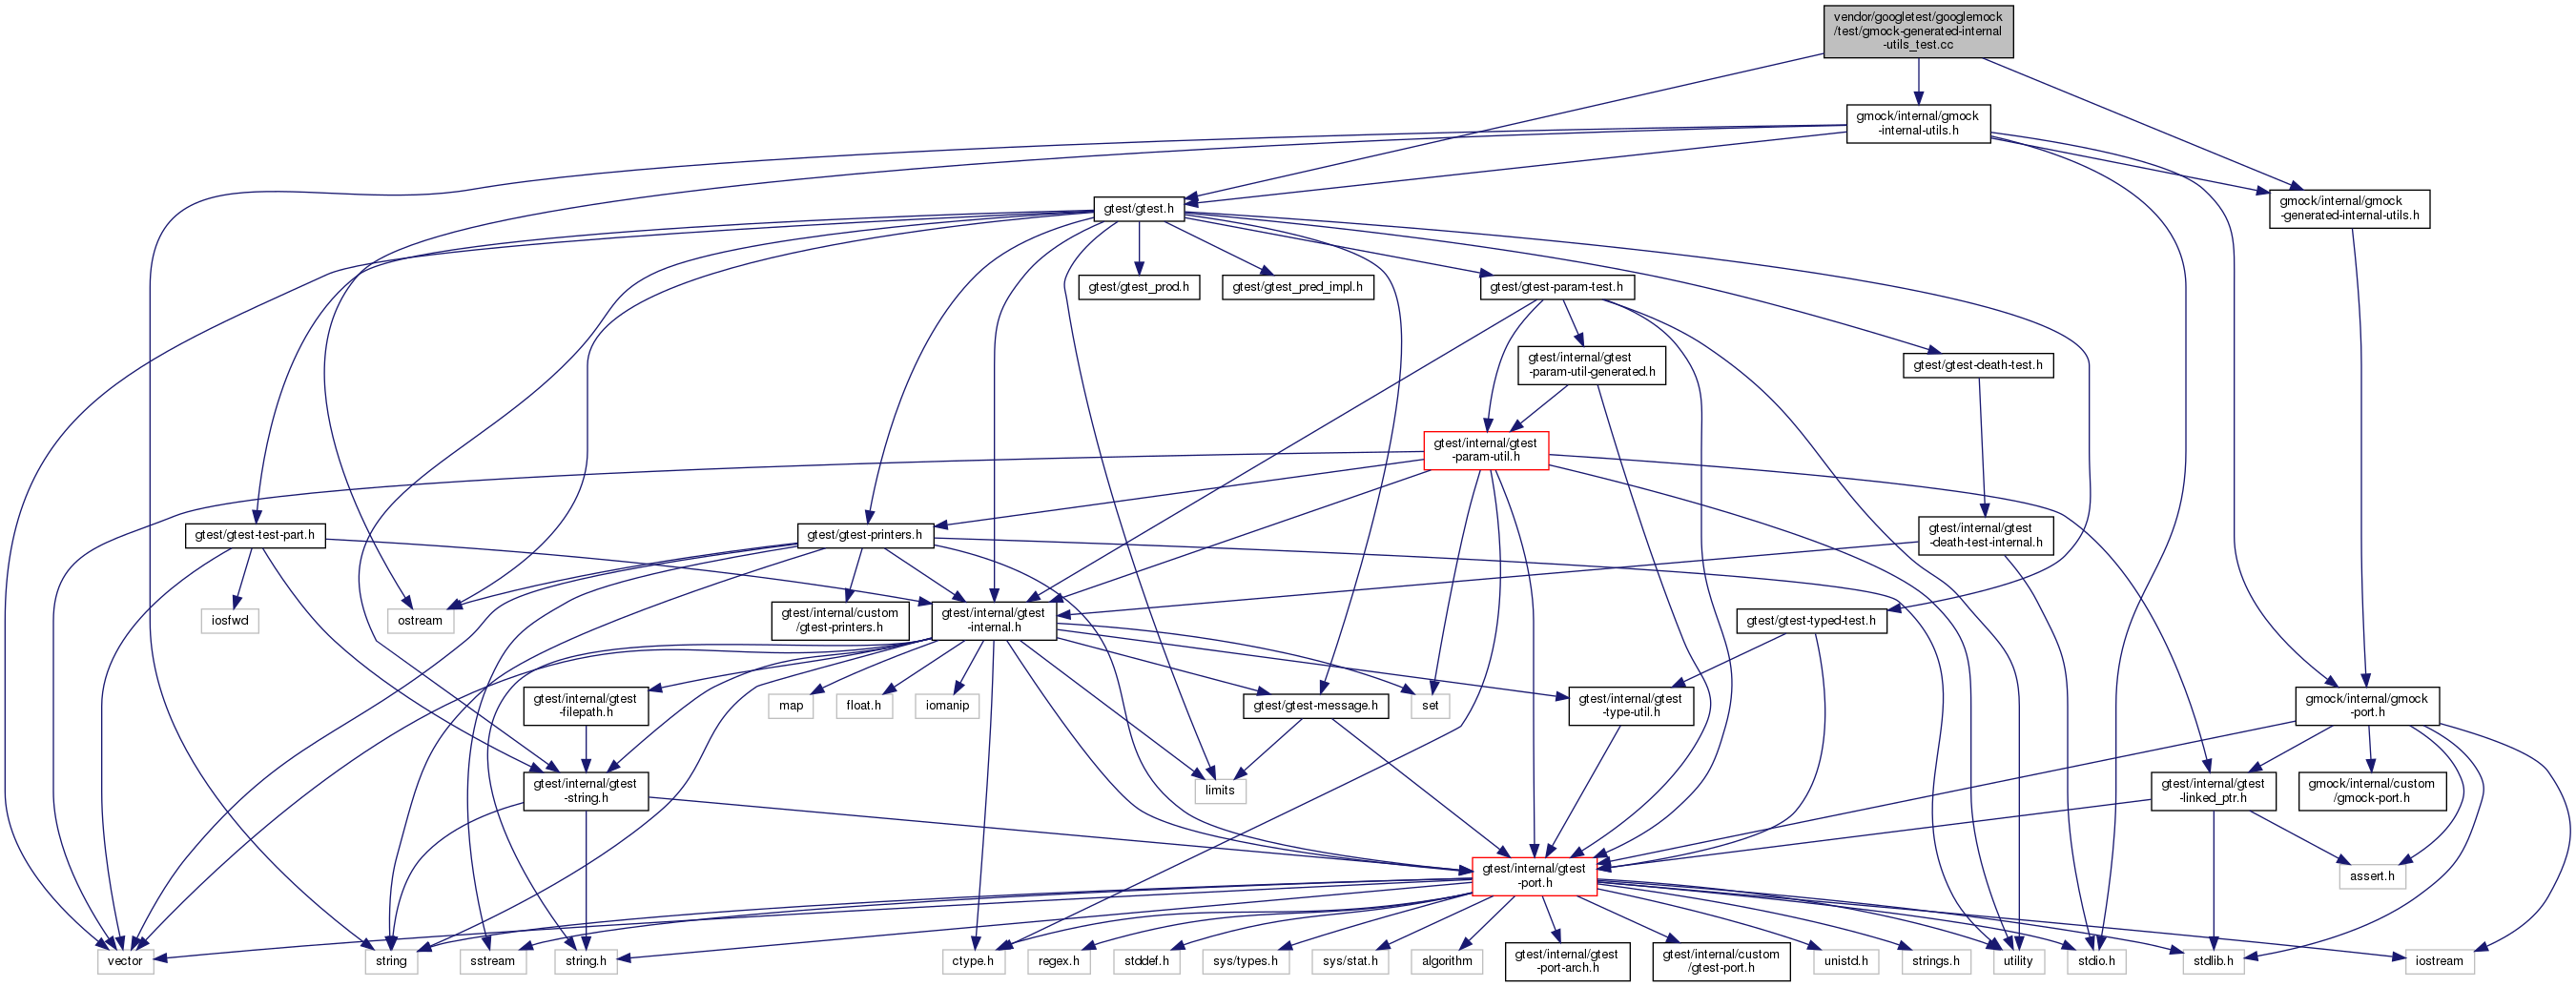 vendor/googletest/googlemock
/test/gmock-generated-internal
-utils_test.cc
gmock/internal/gmock
-internal-utils.h
gtest/gtest.h
gmock/internal/gmock
-generated-internal-utils.h
gtest/gtest_prod.h
gtest/gtest_pred_impl.h
gtest/gtest-param-test.h
gtest/internal/gtest
-param-util-generated.h
gtest/gtest-death-test.h
gtest/internal/gtest
-param-util.h
gtest/gtest-test-part.h
gtest/gtest-printers.h
gtest/internal/gtest
-death-test-internal.h
iosfwd
ostream
gtest/internal/custom
/gtest-printers.h
gtest/internal/gtest
-internal.h
gtest/gtest-typed-test.h
gtest/internal/gtest
-filepath.h
map
float.h
iomanip
gtest/gtest-message.h
set
gtest/internal/gtest
-type-util.h
gmock/internal/gmock
-port.h
gtest/internal/gtest
-string.h
limits
gtest/internal/gtest
-linked_ptr.h
gmock/internal/custom
/gmock-port.h
gtest/internal/gtest
-port.h
assert.h
vector
string
sstream
string.h
ctype.h
regex.h
stddef.h
sys/types.h
sys/stat.h
algorithm
gtest/internal/gtest
-port-arch.h
gtest/internal/custom
/gtest-port.h
unistd.h
strings.h
utility
stdio.h
stdlib.h
iostream